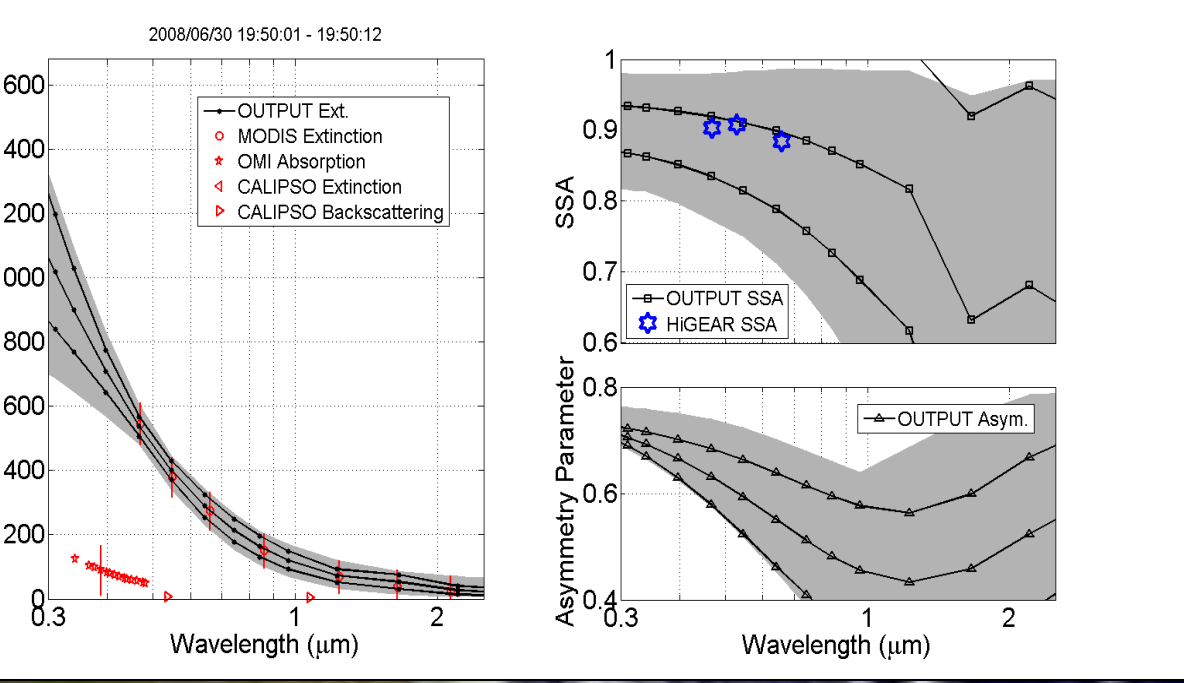 2008/06/30 19:50:01 - 19:50:12
600
400
200
000
800
600
400
200
0
0.3
1
2
Wavelength (μm)
OUTPUT Ext.
MODIS Extinction
OMI Absorption
CALIPSO Extinction
CALIPSO Backscattering
SSA
1
0.9
0.8
0.7
0.6
OUTPUT SSA
HiGEAR SSA
Asymmetry Parameter
0.8
0.6
0.4
OUTPUT Asym.
0.3
1
2
Wavelength (μm)